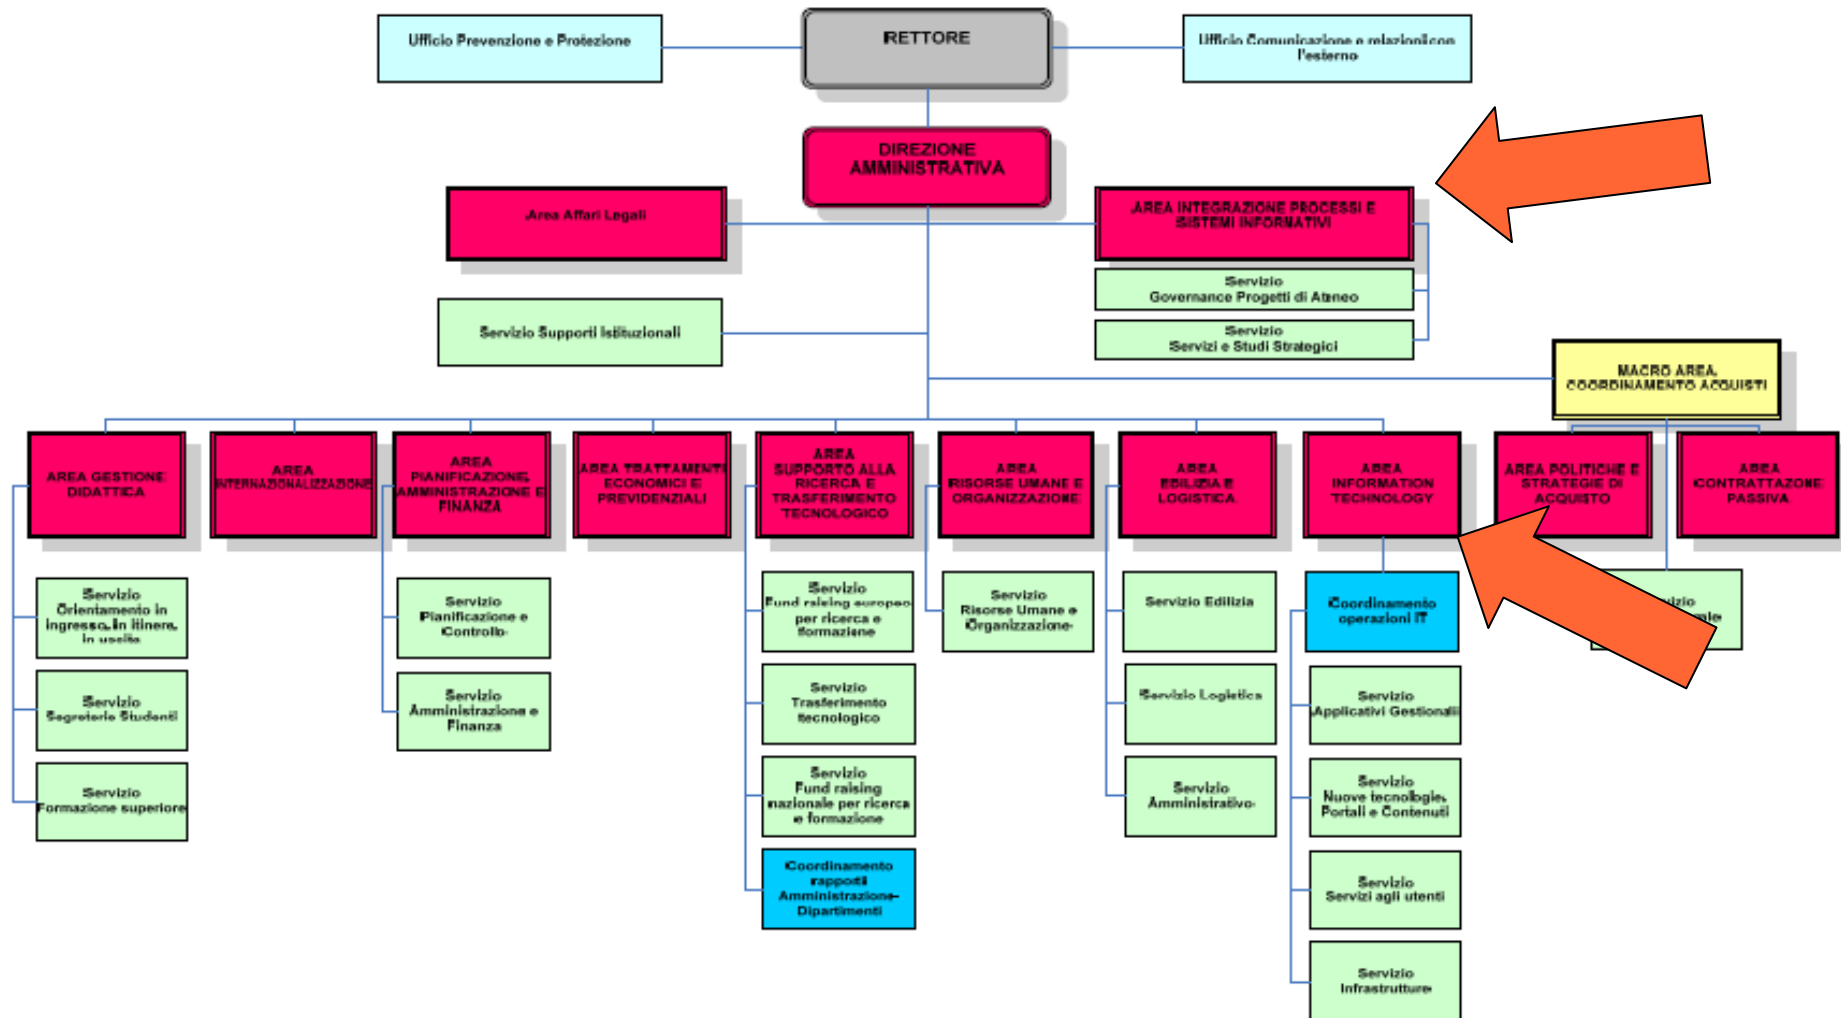 Ufficio Prevenzione e Protezione
RETTORE
Ufficio Comunicazione e relazioni con
l'esterno
DIREZIONE
AMMINISTRATIVA
Area Affari Legali
AREA INTEGRAZIONE PROCESSI E
SISTEMI INFORMATIVI
Servizio
Governance Progetti di Ateneo
Servizio Supporti Istituzionali
Servizio
Servizi e Studi Strategici
MACRO AREA
COORDINAMENTO ACQUISTI
AREA GESTIONE
DIDATTICA
AREA
INTERNAZIONALIZZAZIONE
AREA
PIANIFICAZIONE,
AMMINISTRAZIONE E
FINANZA
AREA TRATTAMENTI
ECONOMICI E
PREVIDENZIALI
AREA
SUPPORTO ALLA
RICERCA E
TRASFERIMENTO
TECNOLOGICO
AREA
RISORSE UMANE E
ORGANIZZAZIONE
AREA
EDILIZIA E
LOGISTICA
AREA
INFORMATION
TECHNOLOGY
AREA POLITICHE E
STRATEGIE DI
ACQUISTO
AREA
CONTRATTAZONE
PASSIVA
Servizio
Orientamento in
ingresso, in itinere,
in uscita
Servizio
Segreterie Studenti
Servizio
Formazione superiore
Servizio
Pianificazione e
Controllo
Servizio
Amministrazione e
Finanza
Servizio
Fund raising europeo
per ricerca e
formazione
Servizio
Trasferimento
tecnologico
Servizio
Fund raising
nazionale per ricerca
e formazione
Coordinamento
rapporti
Amministrazione-
Dipartimenti
Servizio
Risorse Umane e
Organizzazione
Servizio Edilizia
Servizio Logistica
Servizio
Amministrativo
Coordinamento
operazioni IT
Servizio
Applicativi Gestionali
Servizio
Nuove tecnologie,
Portali e Contenuti
Servizio
Servizi agli utenti
Servizio
Infrastrutture